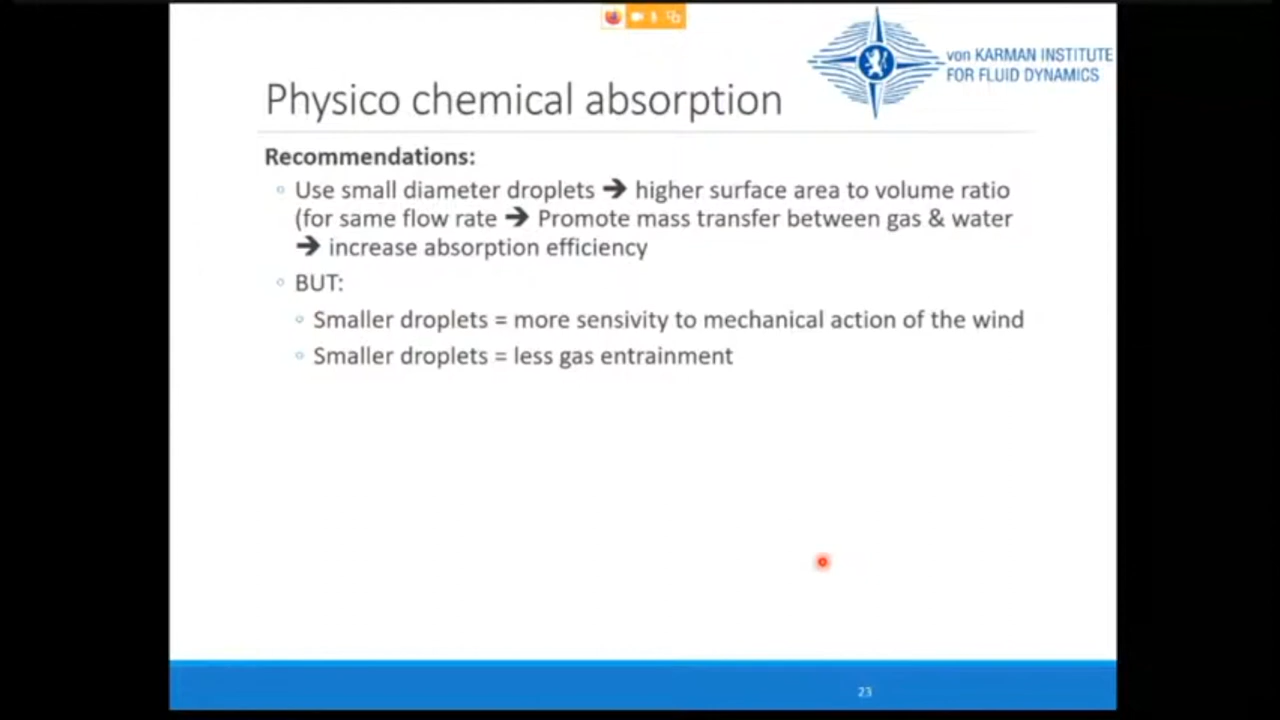 von KARMAN INSTITUTE
FOR FLUID DYNAMICS
Physico chemical absorption
Recommendations:
◦ Use small diameter droplets ➔ higher surface area to volume ratio
(for same flow rate ➔ Promote mass transfer between gas & water
➔ increase absorption efficiency
◦ BUT:
◦ Smaller droplets = more sensivity to mechanical action of the wind
◦ Smaller droplets = less gas entrainment
23